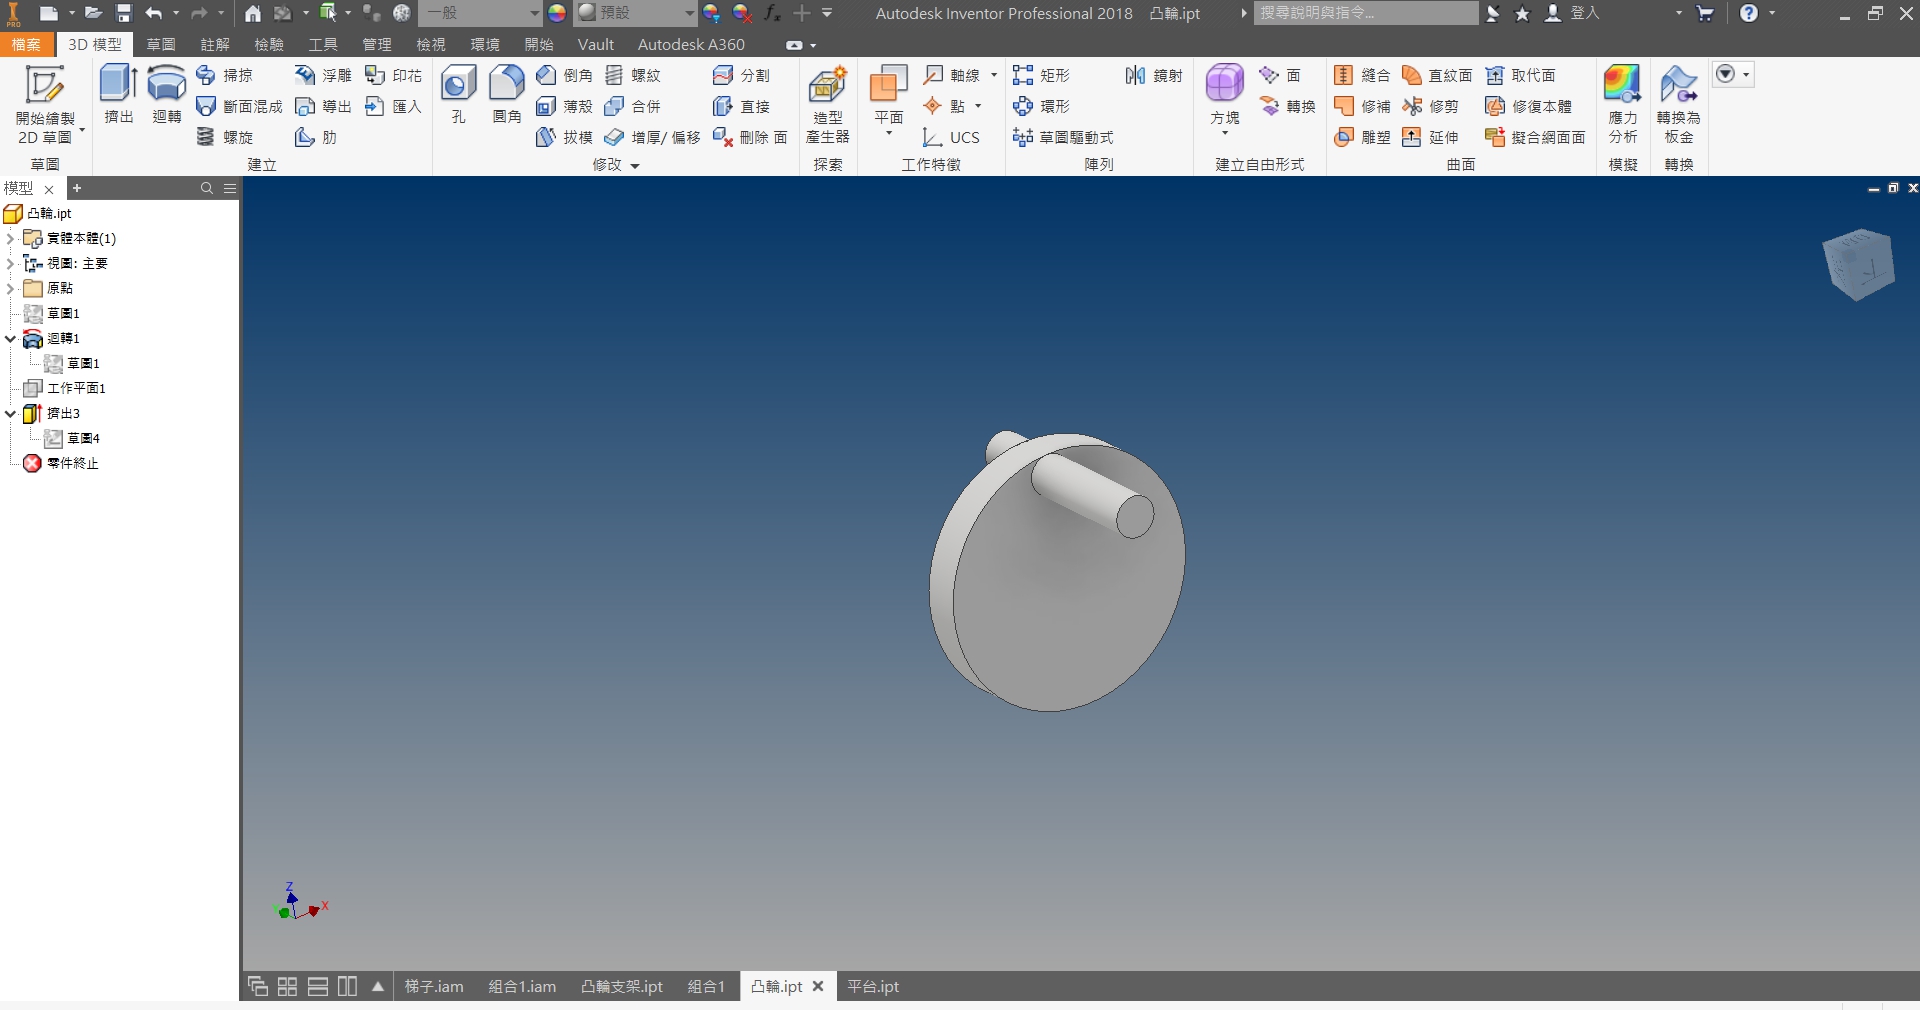 PRO 一般 預設 fx Autodesk Inventor Professional 2018 凸輪.ipt 搜尋說明與指令... 登入
檔案 3D 模型 草圖 註解 檢驗 工具 管理 檢視 環境 開始 Vault Autodesk A360
開始繪製
2D 草圖
草圖
擠出 迴轉
掃掠 浮雕 印花
斷面混成 導出 匯入
螺旋 肋
建立
孔 圓角
倒角 螺紋 分割
薄殼 合併 直接
拔模 增厚/ 偏移 刪除 面
修改
造型
產生器
探索
平面
軸線
點
UCS
工作特徵
矩形 鏡射
環形
草圖驅動式
陣列
方塊
面
轉換
建立自由形式
縫合 直紋面 取代面
修補 修剪 修復本體
雕塑 延伸 擬合網面面
曲面
應力
分析
模擬
轉換為
板金
轉換
模型
凸輪.ipt
實體本體(1)
視圖: 主要
原點
草圖1
迴轉1
草圖1
工作平面1
擠出3
草圖4
零件終止
上
Z
X
梯子.iam 組合1.iam 凸輪支架.ipt 組合1 凸輪.ipt 平台.ipt